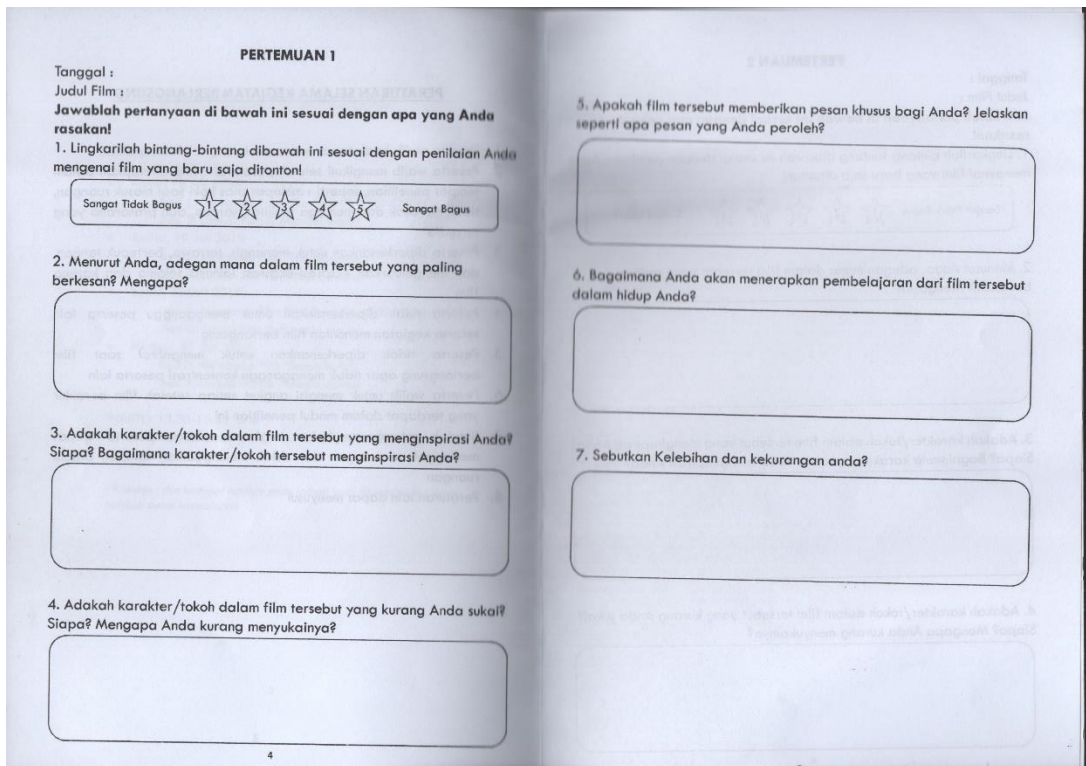 PERTEMUAN 1
Tanggal :
Judul Film :
Jawablah pertanyaan di bawah ini sesuai dengan apa yang Anda
rasakan!
1. Lingkarilah bintang-bintang dibawah ini sesuai dengan penilaian Anda
mengenai film yang baru saja ditonton!
Sangat Tidak Bagus 1 2 3 4 5 Sangat Bagus
2. Menurut Anda, adegan mana dalam film tersebut yang paling
berkesan? Mengapa?
3. Adakah karakter/tokoh dalam film tersebut yang menginspirasi Anda?
Siapa? Bagaimana karakter/tokoh tersebut menginspirasi Anda?
4. Adakah karakter/tokoh dalam film tersebut yang kurang Anda sukai?
Siapa? Mengapa Anda kurang menyukainya?
4
5. Apakah film tersebut memberikan pesan khusus bagi Anda? Jelaskan
seperti apa pesan yang Anda peroleh?
6. Bagaimana Anda akan menerapkan pembelajaran dari film tersebut
dalam hidup Anda?
7. Sebutkan Kelebihan dan kekurangan anda?